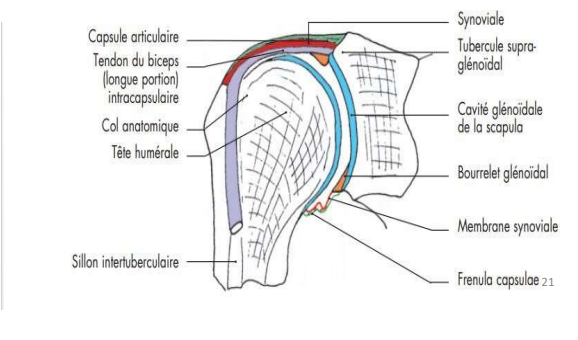 Capsule articulaire
Tendon du biceps
(longue portion)
intracapsulaire
Col anatomique
Tête humérale
Sillon intertuberculaire
Synoviale
Tubercule supra-
glénoïdal
Cavité glénoïdale
de la scapula
Bourrelet glénoïdal
Membrane synoviale
Frenula capsulae 21